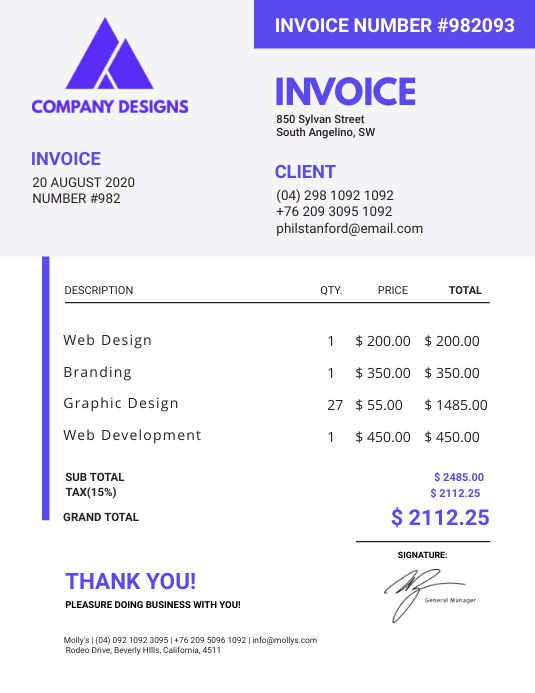 INVOICE NUMBER #982093
COMPANY DESIGNS
INVOICE
850 Sylvan Street
South Angelino, SW
INVOICE
20 AUGUST 2020
NUMBER #982
CLIENT
(04) 298 1092 1092
+76 209 3095 1092
philstanford@email.com
DESCRIPTION QTY. PRICE TOTAL
Web Design 1 $ 200.00 $ 200.00
Branding 1 $ 350.00 $ 350.00
Graphic Design 27 $ 55.00 $ 1485.00
Web Development 1 $ 450.00 $ 450.00
SUB TOTAL $ 2485.00
TAX(15%) $ 2112.25
GRAND TOTAL $ 2112.25
SIGNATURE:
General Manager
THANK YOU!
PLEASURE DOING BUSINESS WITH YOU!
Molly's | (04) 092 1092 3095 | +76 209 5096 1092 | info@mollys.com
Rodeo Drive, Beverly HIlls, California, 4511